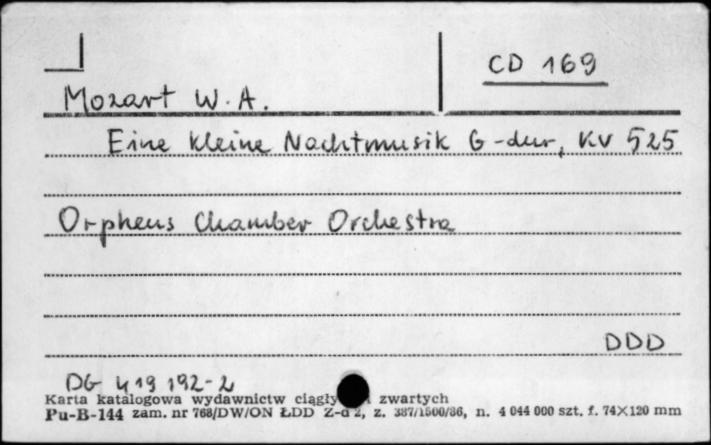 CD 169
Mozart W. A.
Eine kleine Nachtmusik G-dur, KV 525
Orpheus Chamber Orchestra
DDD
DG 419 192-2
Karta katalogowa wydawnictw ciągły zwartych
Pu-B-144 zam. nr 768/DW/ON ŁDD Z-d 2, z. 387/1500/86, n. 4 044 000 szt. f. 74×120 mm